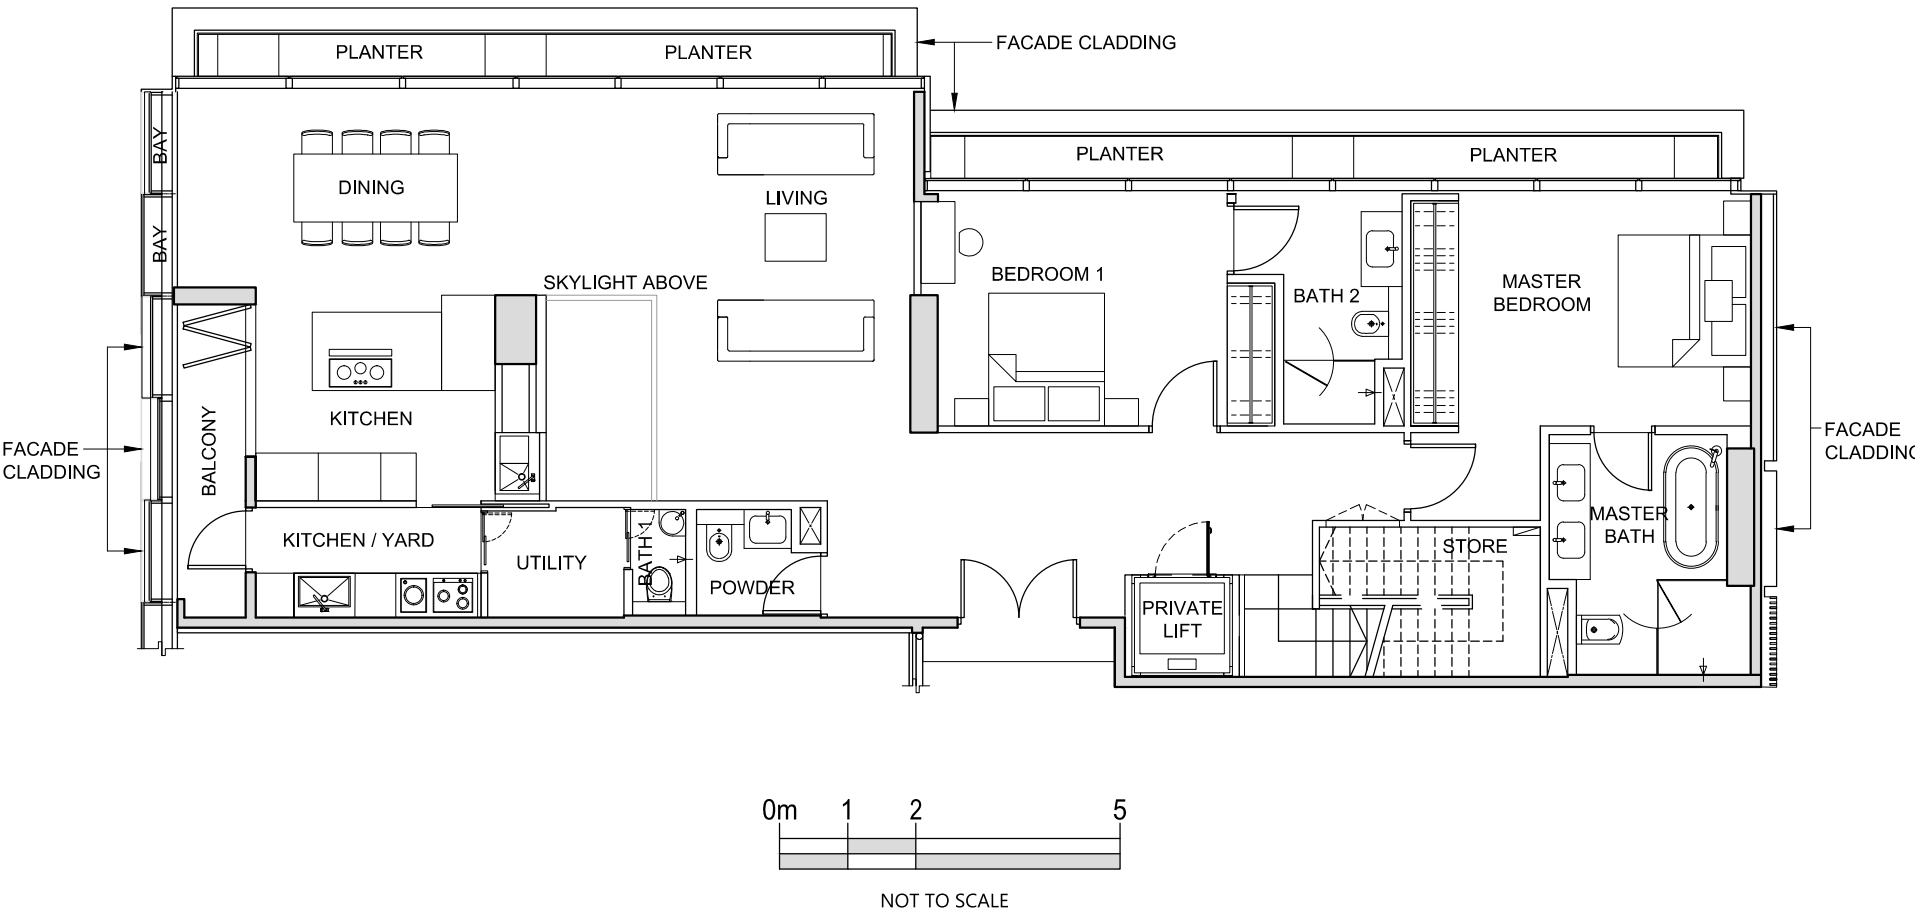 PLANTER
PLANTER
FACADE CLADDING
PLANTER
PLANTER
BAY
BAY
DINING
LIVING
SKYLIGHT ABOVE
BEDROOM 1
BATH 2
MASTER
BEDROOM
KITCHEN
BALCONY
FACADE
CLADDING
FACADE
CLADDING
KITCHEN / YARD
UTILITY
BATH 1
POWDER
PRIVATE
LIFT
STORE
MASTER
BATH
0m 1 2 5
NOT TO SCALE